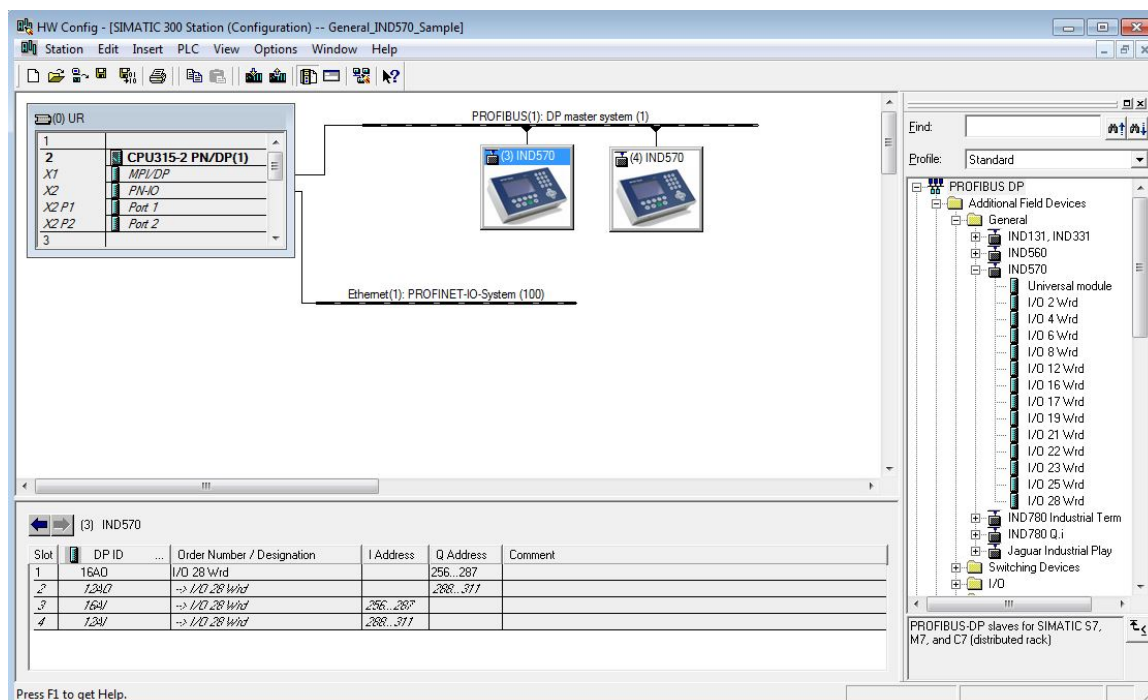 HW Config - [SIMATIC 300 Station (Configuration) -- General_IND570_Sample]
Station Edit Insert PLC View Options Window Help
(0) UR
1
2 CPU315-2 PN/DP(1)
X1 MPI/DP
X2 PN-IO
X2 P1 Port 1
X2 P2 Port 2
3
PROFIBUS(1): DP master system (1)
(3) IND570
(4) IND570
Ethernet(1): PROFINET-IO-System (100)
Find:
Profile: Standard
PROFIBUS DP
Additional Field Devices
General
IND131, IND331
IND560
IND570
Universal module
I/O 2 Wrd
I/O 4 Wrd
I/O 6 Wrd
I/O 8 Wrd
I/O 12 Wrd
I/O 16 Wrd
I/O 17 Wrd
I/O 19 Wrd
I/O 21 Wrd
I/O 22 Wrd
I/O 23 Wrd
I/O 25 Wrd
I/O 28 Wrd
IND780 Industrial Term
IND780 Q.i
Jaguar Industrial Play
Switching Devices
I/O
PROFIBUS-DP slaves for SIMATIC S7,
M7, and C7 (distributed rack)
(3) IND570
Slot DP ID ... Order Number / Designation I Address Q Address Comment
1 16AO I/O 28 Wrd 256...287
2 12AO --> I/O 28 Wrd 288...311
3 16AI --> I/O 28 Wrd 256...287
4 12AI --> I/O 28 Wrd 288...311
Press F1 to get Help.